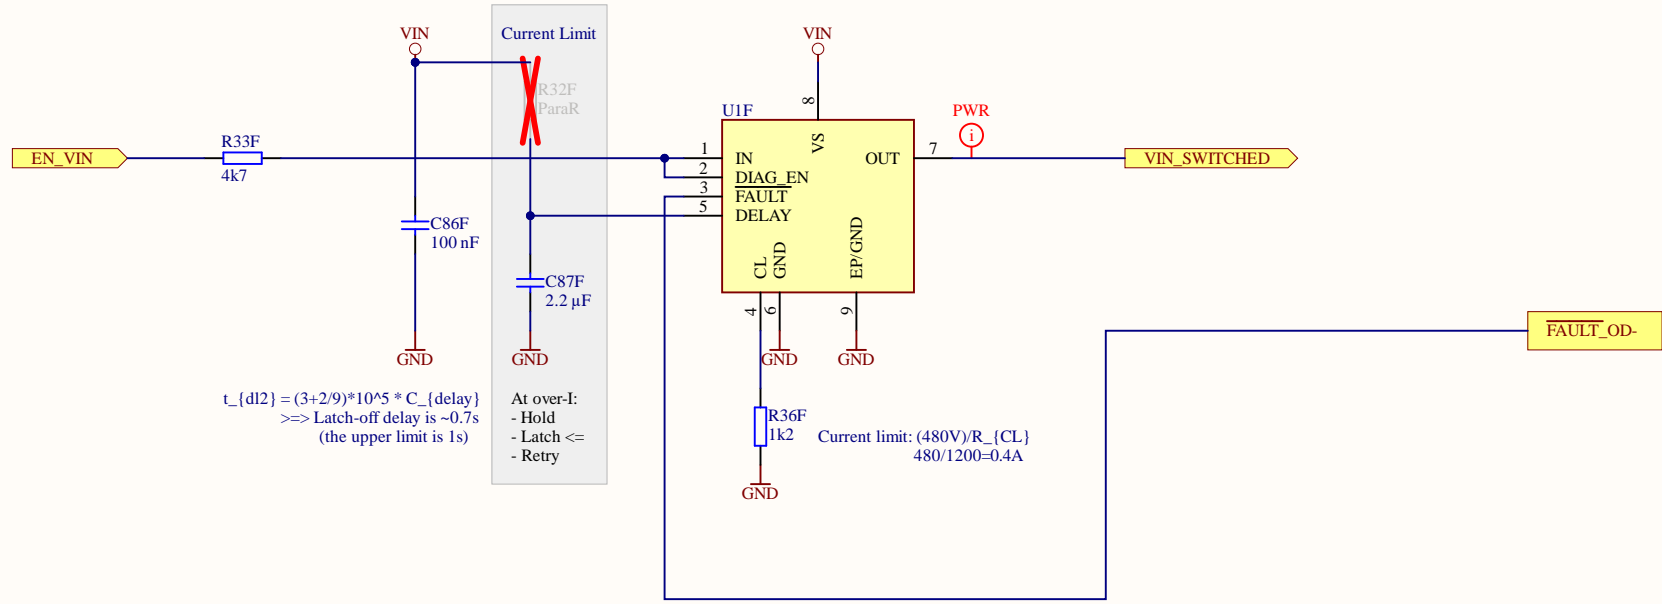 VIN
Current Limit
VIN
R32F
ParaR
U1F
8
VS
PWR
i
R33F
EN_VIN
4k7
1
IN
OUT
7
VIN_SWITCHED
2
DIAG_EN
3
FAULT
5
DELAY
C86F
100 nF
CL
GND
EP/GND
C87F
2.2 µF
4
6
9
FAULT_OD-
GND
GND
GND
GND
t_{dl2} = (3+2/9)*10^5 * C_{delay}
>=> Latch-off delay is ~0.7s
(the upper limit is 1s)
At over-I:
- Hold
- Latch <=
- Retry
R36F
1k2
Current limit: (480V)/R_{CL}
480/1200=0.4A
GND